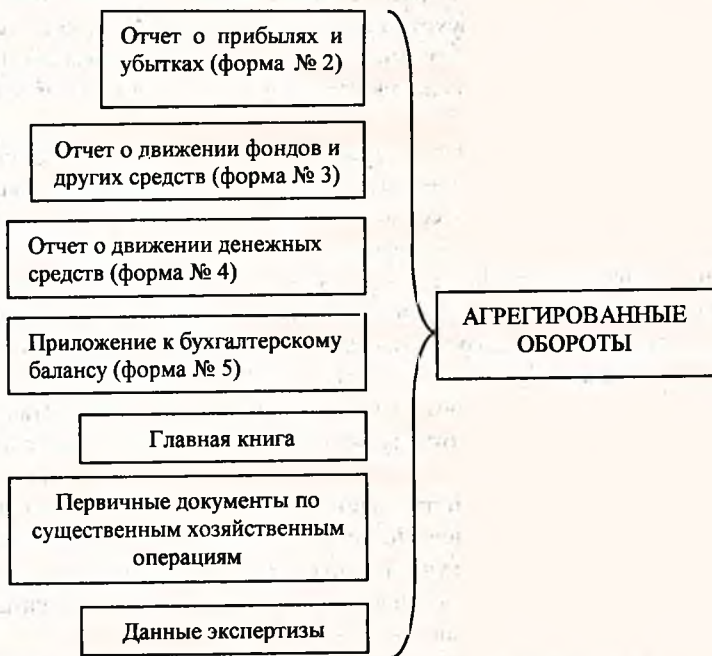 Отчет о прибылях и
убытках (форма № 2)
Отчет о движении фондов и
других средств (форма № 3)
Отчет о движении денежных
средств (форма № 4)
Приложение к бухгалтерскому
балансу (форма № 5)
Главная книга
Первичные документы по
существенным хозяйственным
операциям
Данные экспертизы
АГРЕГИРОВАННЫЕ
ОБОРОТЫ